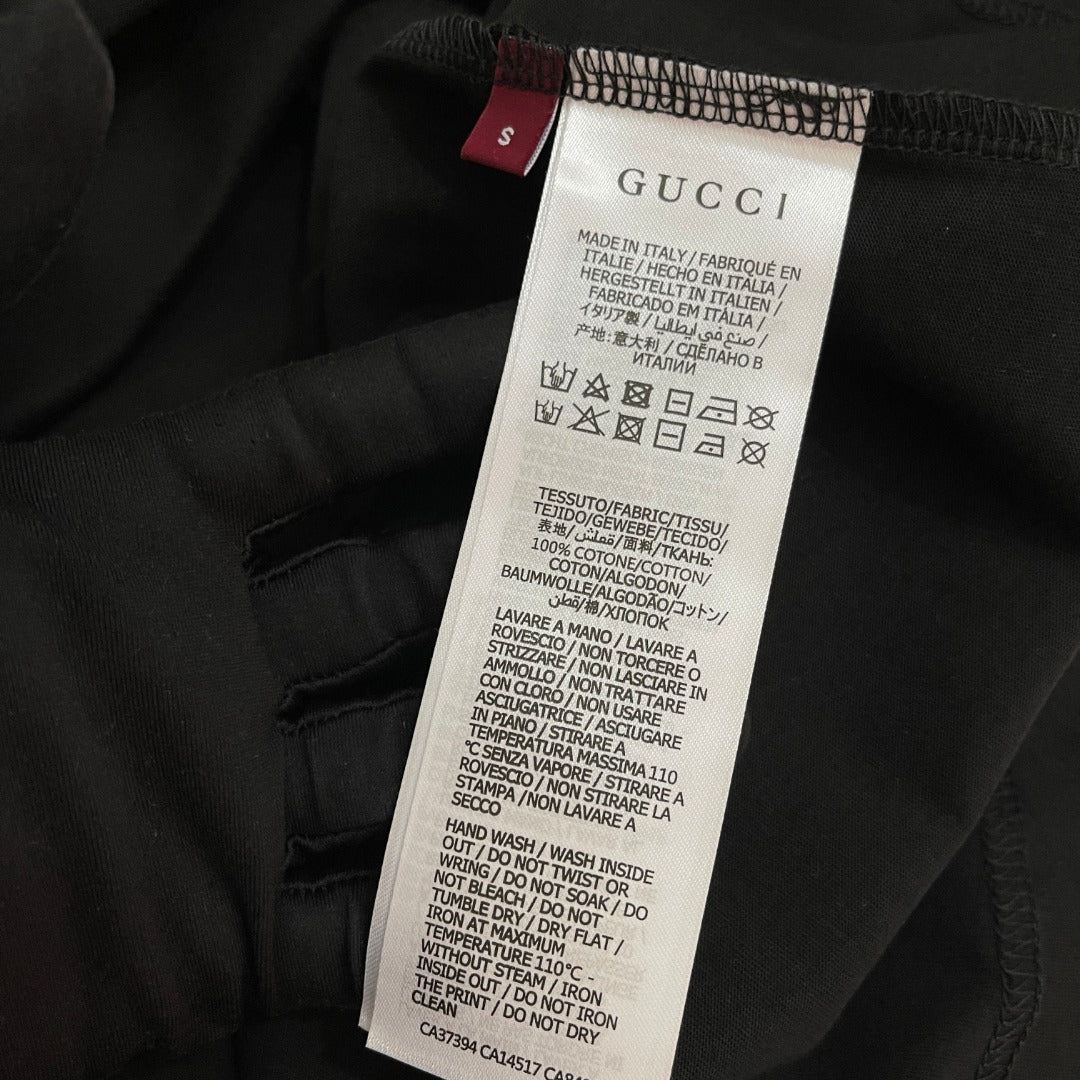 S
GUCCI
MADE IN ITALY / FABRIQUÉ EN
ITALIE / HECHO EN ITALIA /
HERGESTELLT IN ITALIEN /
FABRICADO EM ITÁLIA /
イタリア製 / صنع في ايطاليا /
产地：意大利 / СДЕЛАНО В
ИТАЛИИ
TESSUTO/FABRIC/TISSU/
TEJIDO/GEWEBE/TECIDO/
表地/قماش/面料/ТКАНЬ:
100% COTONE/COTTON/
COTON/ALGODON/
BAUMWOLLE/ALGODÃO/コットン/
قطن/棉/ХЛОПОК
LAVARE A MANO / LAVARE A
ROVESCIO / NON TORCERE O
STRIZZARE / NON LASCIARE IN
AMMOLLO / NON TRATTARE
CON CLORO / NON USARE
ASCIUGATRICE / ASCIUGARE
IN PIANO / STIRARE A
TEMPERATURA MASSIMA 110
°C SENZA VAPORE / STIRARE A
ROVESCIO / NON STIRARE LA
STAMPA / NON LAVARE A
SECCO
HAND WASH / WASH INSIDE
OUT / DO NOT TWIST OR
WRING / DO NOT SOAK / DO
NOT BLEACH / DO NOT
TUMBLE DRY / DRY FLAT /
IRON AT MAXIMUM
TEMPERATURE 110°C -
WITHOUT STEAM / IRON
INSIDE OUT / DO NOT IRON
THE PRINT / DO NOT DRY
CLEAN
CA37394 CA14517